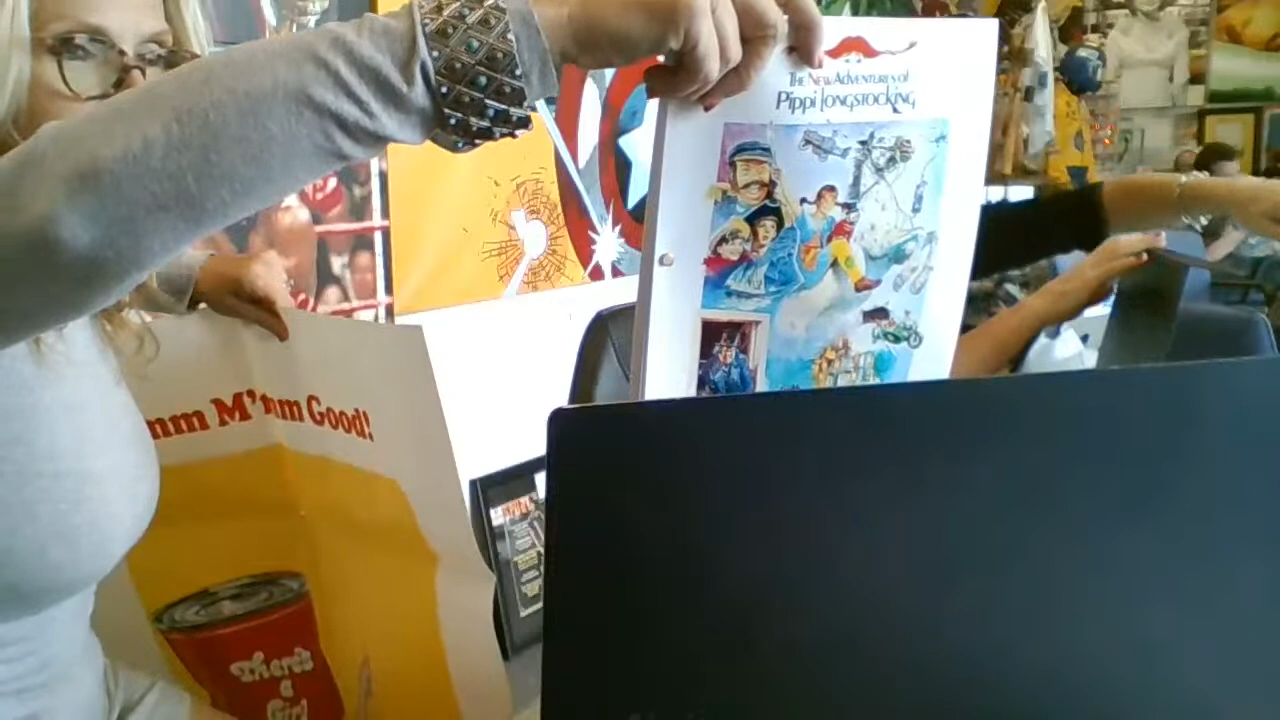 The New Adventures of
Pippi Longstocking
mm M'mm Good!
There's
a
Girl